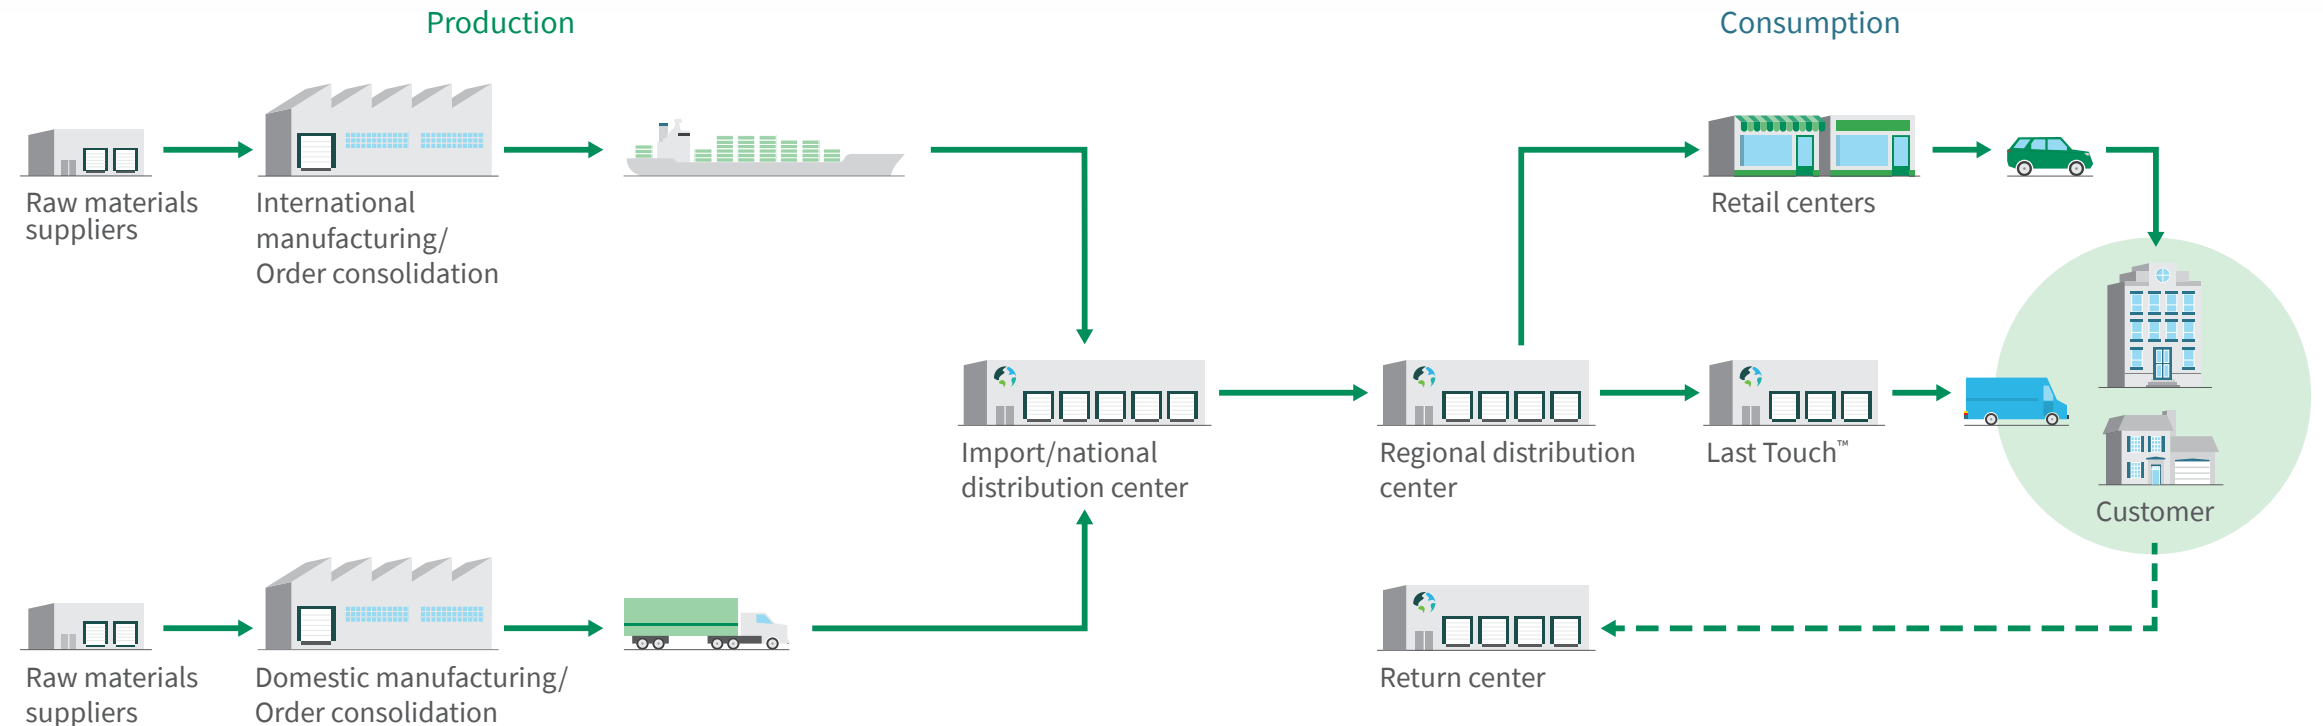 Production
Consumption
Raw materials
suppliers
International
manufacturing/
Order consolidation
Retail centers
Import/national
distribution center
Regional distribution
center
Last Touch™
Customer
Raw materials
suppliers
Domestic manufacturing/
Order consolidation
Return center